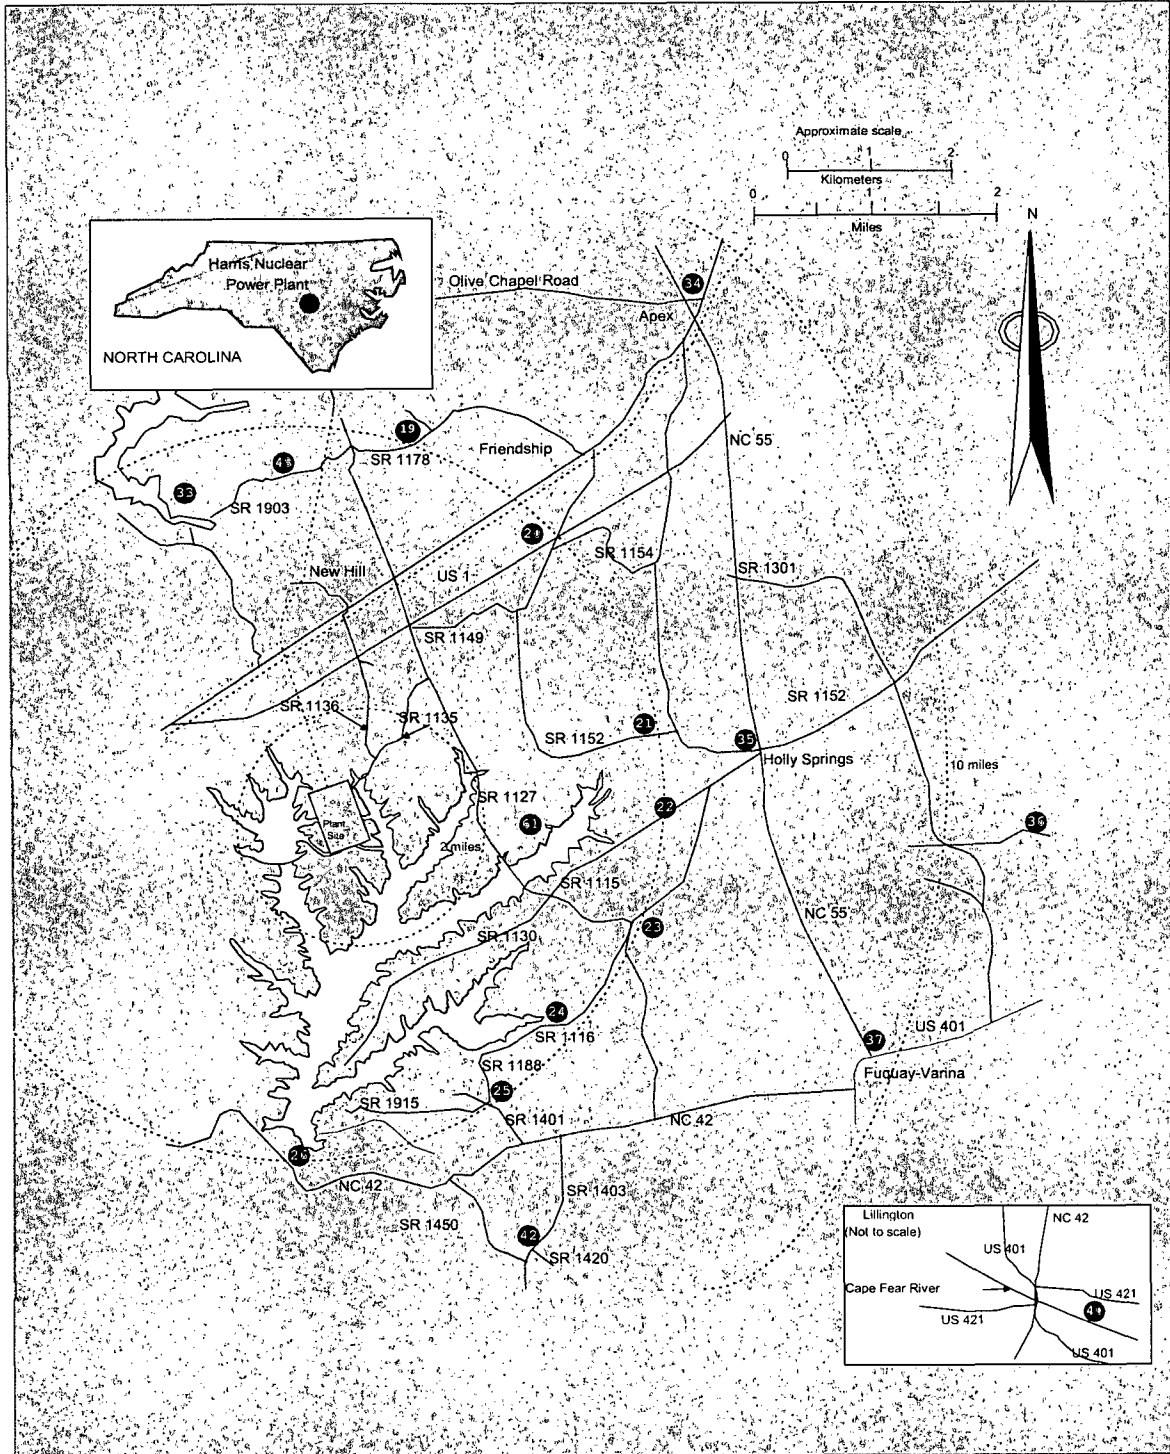 Approximate scale
0 1 2
Kilometers
0 1 2
Miles
N
Harris Nuclear
Power Plant
NORTH CAROLINA
Olive Chapel Road
34
Apex
19
NC 55
Friendship
SR 1178
33
SR 1903
SR 1154
SR 1301
New Hill
US 1
SR 1149
SR 1152
SR 1136
SR 1135
21
SR 1152
35
Holly Springs
10 miles
SR 1127
22
Plant
Site
2 miles
SR 1115
NC 55
23
SR 1130
24
US 401
SR 1116
37
SR 1188
Fuquay-Varina
25
SR 1915
SR 1401
NC 42
26
NC 42
SR 1403
SR 1450
42
SR 1420
Lillington
(Not to scale)
NC 42
US 401
Cape Fear River
US 421
US 421
US 401